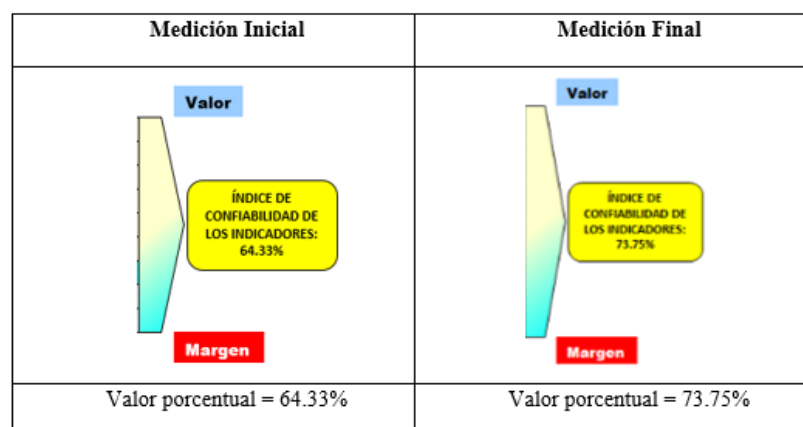 Medición Inicial
Medición Final
Valor
ÍNDICE DE
CONFIABILIDAD DE
LOS INDICADORES:
64.33%
Margen
Valor
ÍNDICE DE
CONFIABILIDAD DE
LOS INDICADORES:
73.75%
Margen
Valor porcentual = 64.33%
Valor porcentual = 73.75%